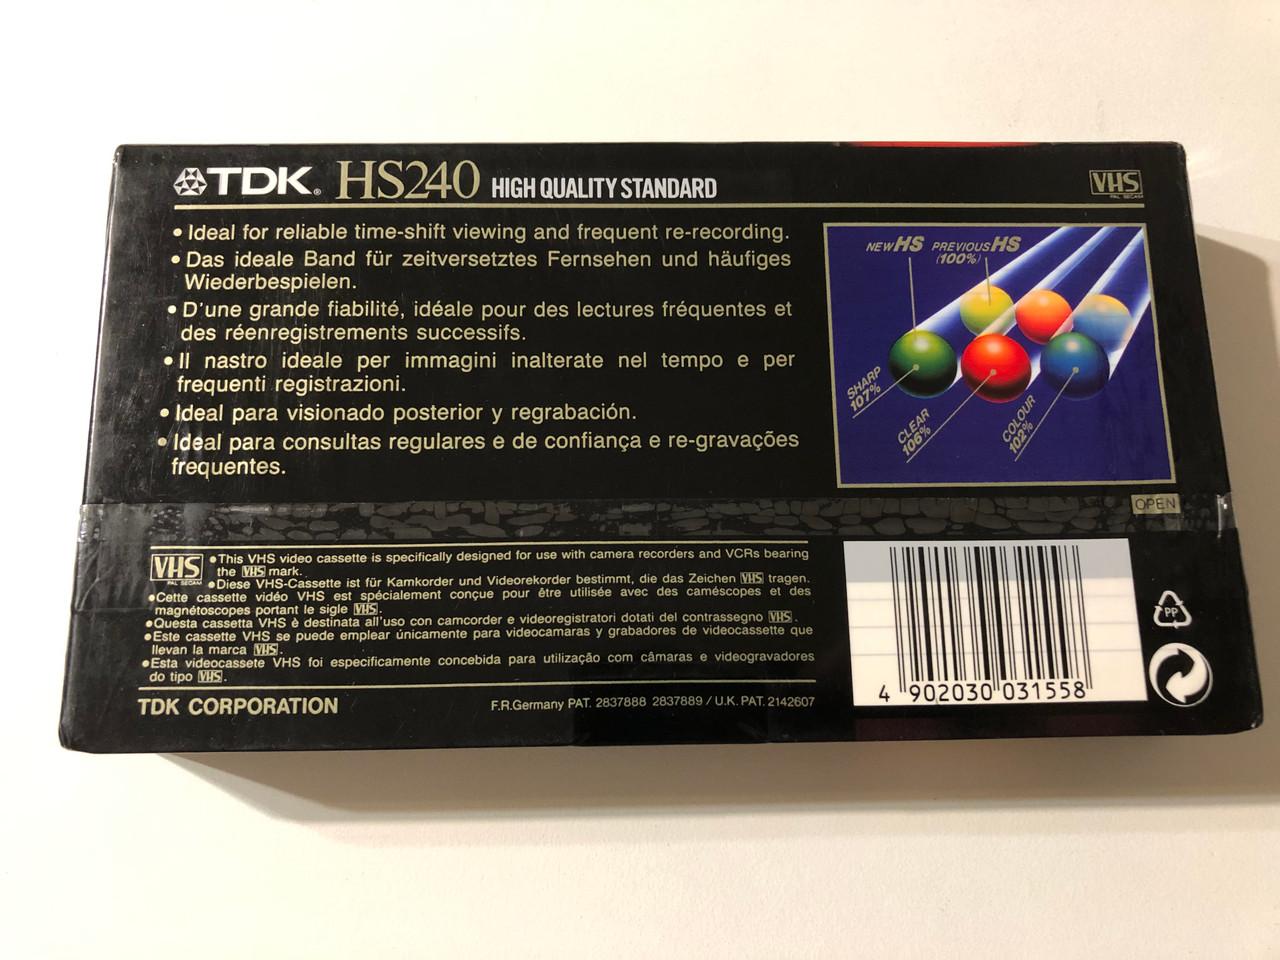 TDK® HS240 HIGH QUALITY STANDARD
VHS
PAL SECAM
• Ideal for reliable time-shift viewing and frequent re-recording.
• Das ideale Band für zeitversetztes Fernsehen und häufiges
Wiederbespielen.
• D'une grande fiabilité, idéale pour des lectures fréquentes et
des réenregistrements successifs.
• Il nastro ideale per immagini inalterate nel tempo e per
frequenti registrazioni.
• Ideal para visionado posterior y regrabación.
• Ideal para consultas regulares e de confiança e re-gravações
frequentes.
NEW HS PREVIOUS HS
(100%)
SHARP
107%
CLEAR
106%
COLOUR
102%
OPEN
VHS
PAL SECAM
• This VHS video cassette is specifically designed for use with camera recorders and VCRs bearing
the VHS mark.
• Diese VHS-Cassette ist für Kamkorder und Videorekorder bestimmt, die das Zeichen VHS tragen.
• Cette cassette vidéo VHS est spécialement conçue pour être utilisée avec des caméscopes et des
magnétoscopes portant le sigle VHS.
• Questa cassetta VHS è destinata all'uso con camcorder e videoregistratori dotati del contrassegno VHS.
• Este cassette VHS se puede emplear únicamente para videocamaras y grabadores de videocassette que
llevan la marca VHS.
• Esta videocassete VHS foi especificamente concebida para utilização com câmaras e videogravadores
do tipo VHS.
TDK CORPORATION
F.R.Germany PAT. 2837888 2837889 / U.K. PAT. 2142607
4 902030 031558
PP